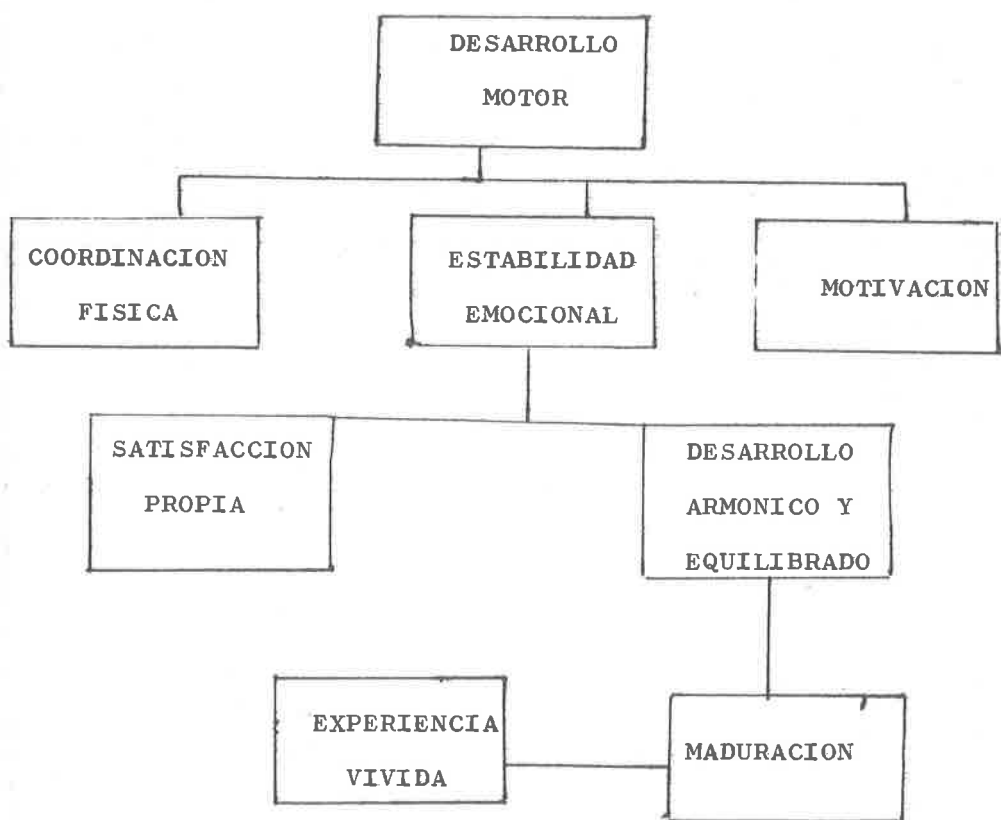 DESARROLLO
MOTOR
COORDINACION
FISICA
ESTABILIDAD
EMOCIONAL
MOTIVACION
SATISFACCION
PROPIA
DESARROLLO
ARMONICO Y
EQUILIBRADO
EXPERIENCIA
VIVIDA
MADURACION